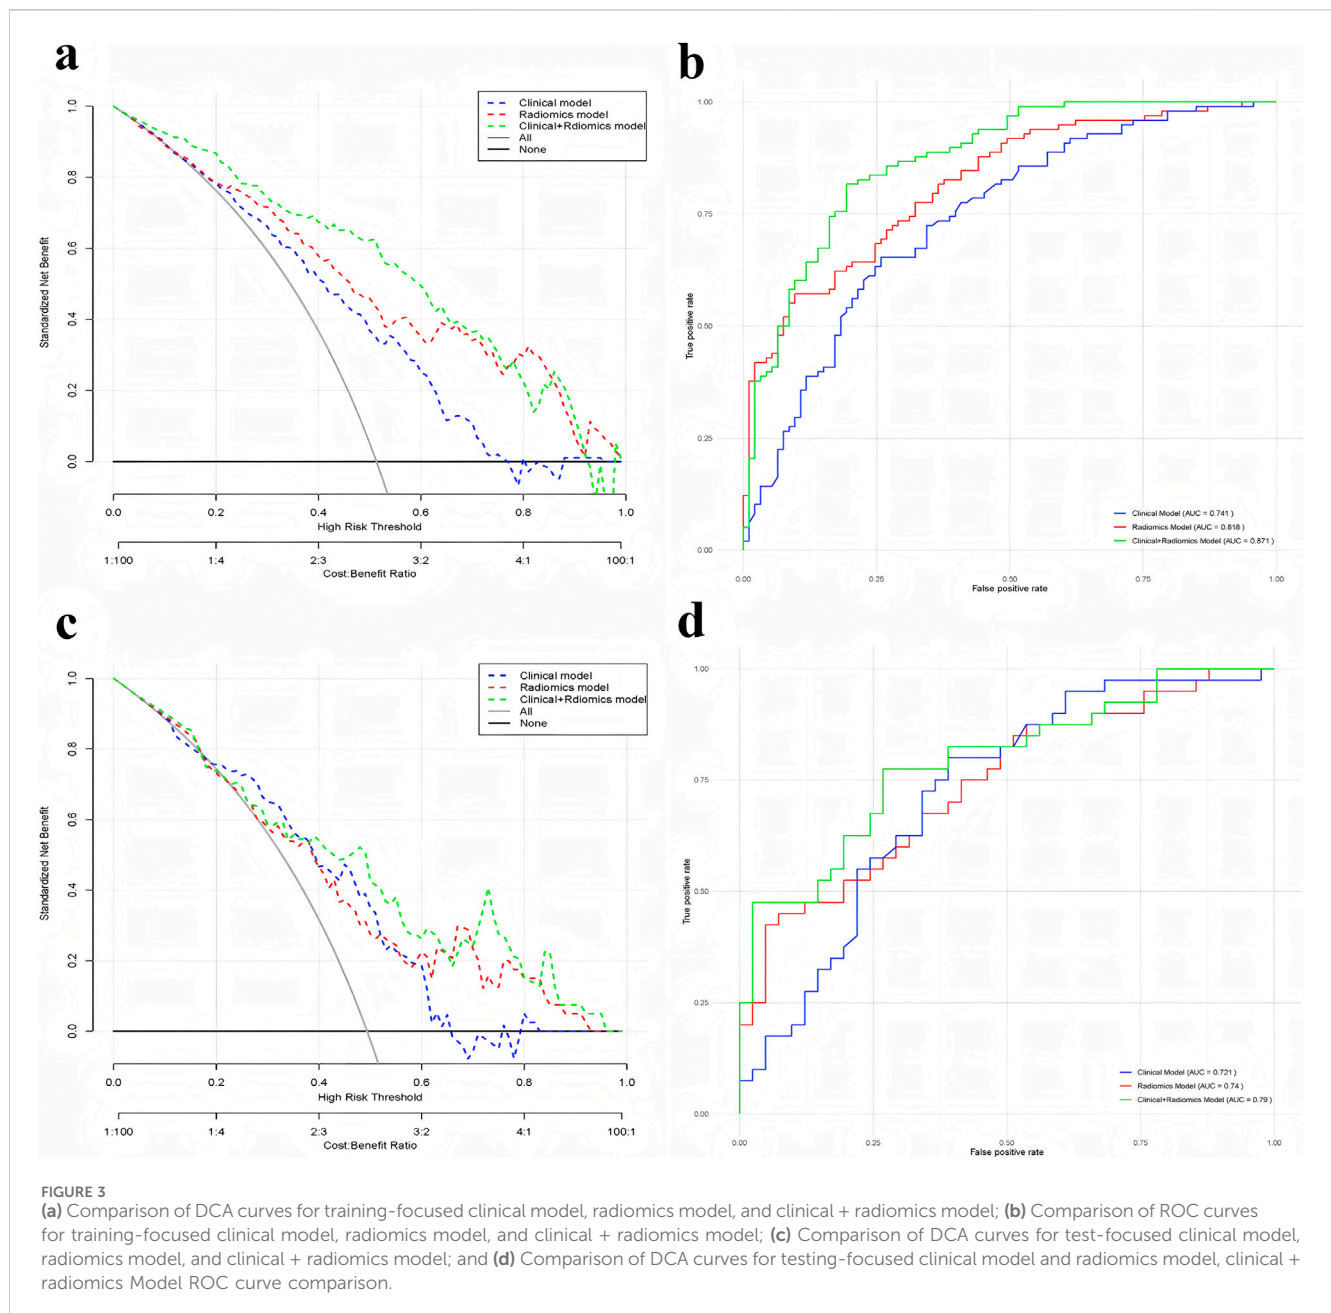 a
Clinical model
Radiomics model
Clinical+Rdiomics model
All
None
Standardized Net Benefit
1.0
0.8
0.6
0.4
0.2
0.0
0.0 0.2 0.4 0.6 0.8 1.0
High Risk Threshold
1:100 1:4 2:3 3:2 4:1 100:1
Cost:Benefit Ratio
b
True positive rate
1.00
0.75
0.50
0.25
0.00
Clinical Model (AUC = 0.741 )
Radiomics Model (AUC = 0.818 )
Clinical+Radiomics Model (AUC = 0.871 )
0.00 0.25 0.50 0.75 1.00
False positive rate
c
Clinical model
Radiomics model
Clinical+Rdiomics model
All
None
Standardized Net Benefit
1.0
0.8
0.6
0.4
0.2
0.0
0.0 0.2 0.4 0.6 0.8 1.0
High Risk Threshold
1:100 1:4 2:3 3:2 4:1 100:1
Cost:Benefit Ratio
d
True positive rate
1.00
0.75
0.50
0.25
0.00
Clinical Model (AUC = 0.721 )
Radiomics Model (AUC = 0.74 )
Clinical+Radiomics Model (AUC = 0.79 )
0.00 0.25 0.50 0.75 1.00
False positive rate
FIGURE 3
(a) Comparison of DCA curves for training-focused clinical model, radiomics model, and clinical + radiomics model; (b) Comparison of ROC curves
for training-focused clinical model, radiomics model, and clinical + radiomics model; (c) Comparison of DCA curves for test-focused clinical model,
radiomics model, and clinical + radiomics model; and (d) Comparison of DCA curves for testing-focused clinical model and radiomics model, clinical +
radiomics Model ROC curve comparison.